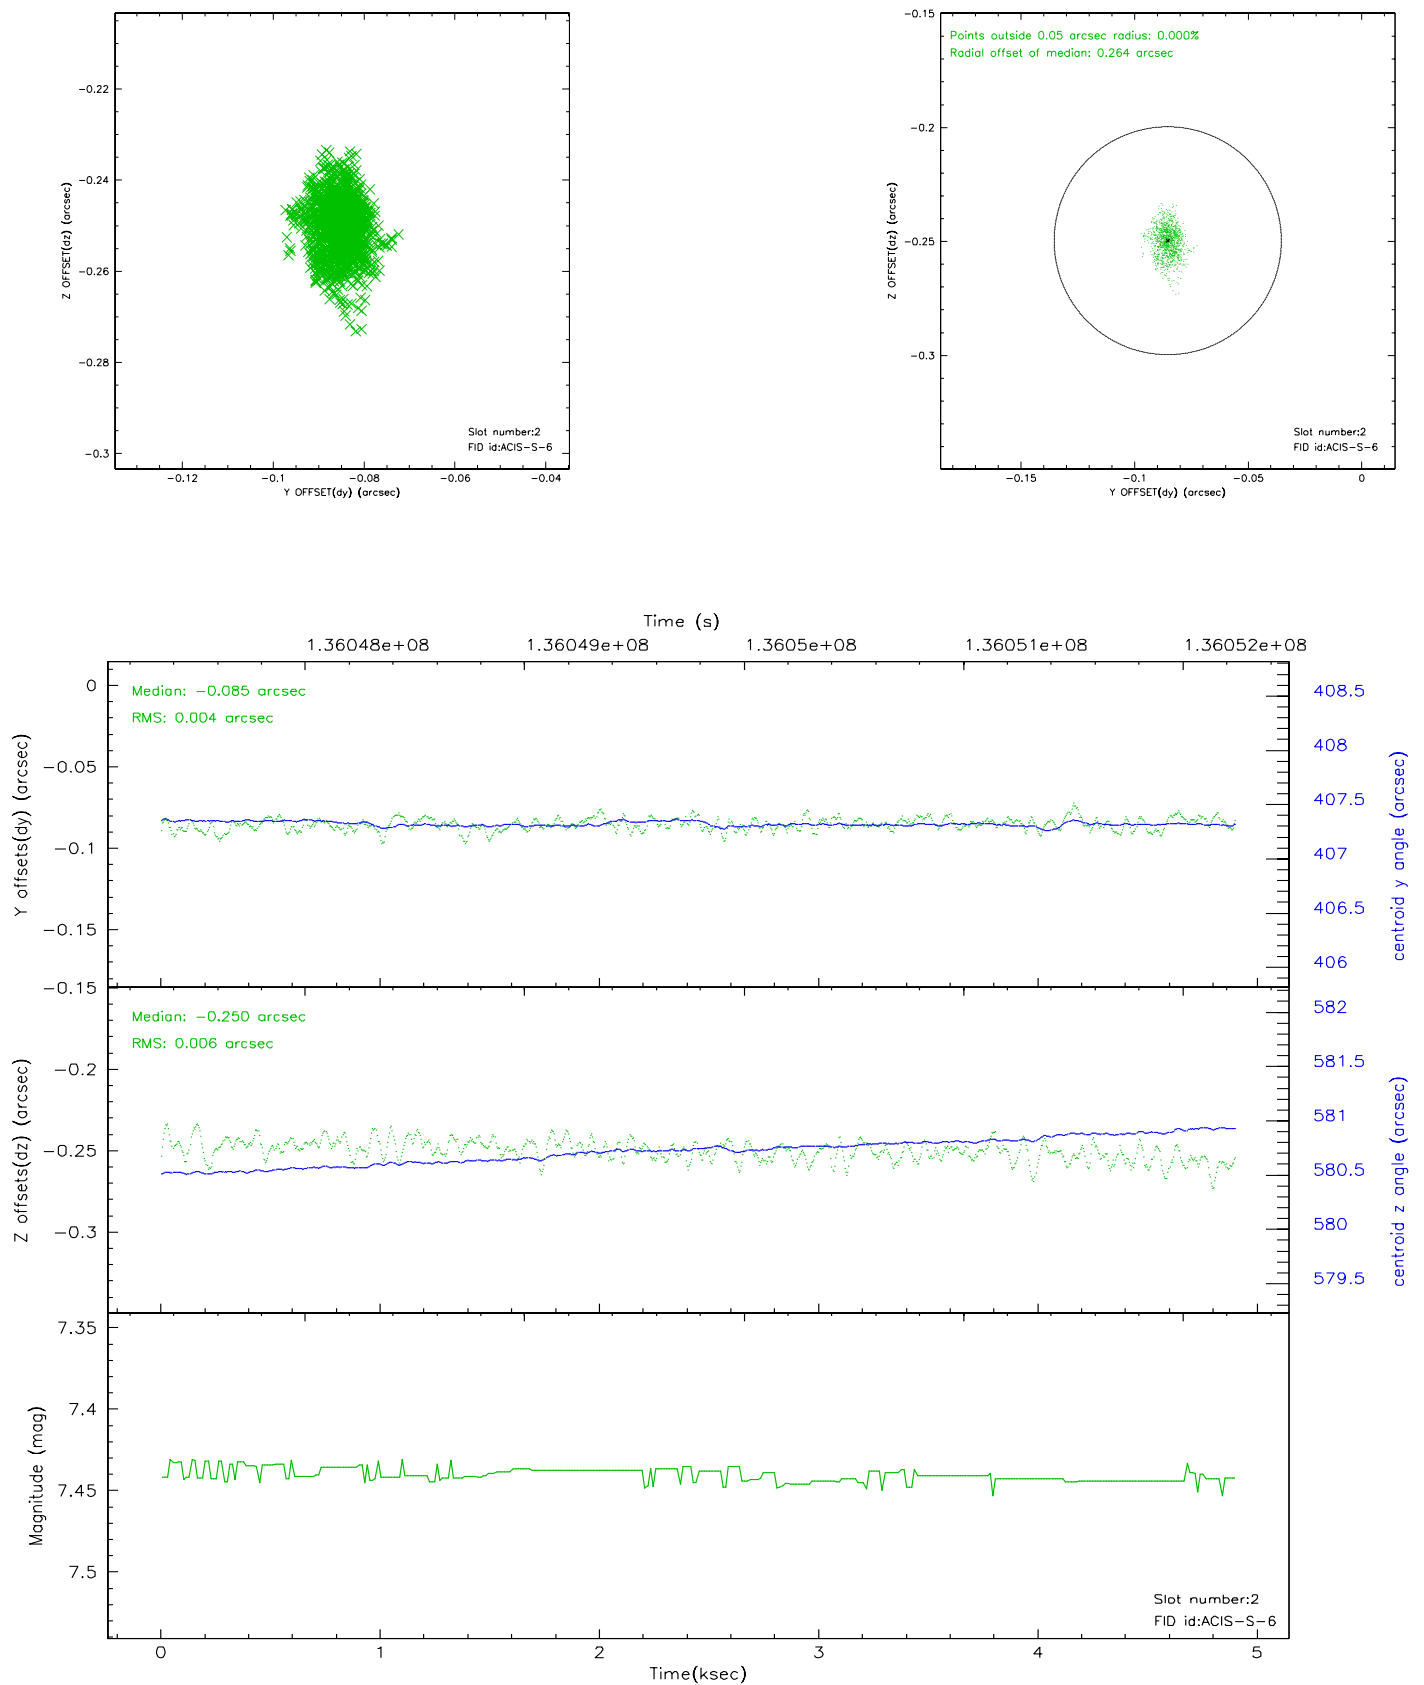 −0.22
−0.24
−0.26
−0.28
−0.3
Z OFFSET(dz) (arcsec)
−0.12
−0.1
−0.08
−0.06
−0.04
Y OFFSET(dy) (arcsec)
Slot number:2
FID id:ACIS−S−6
Points outside 0.05 arcsec radius: 0.000%
Radial offset of median: 0.264 arcsec
−0.15
−0.2
−0.25
−0.3
Z OFFSET(dz) (arcsec)
−0.15
−0.1
−0.05
0
Y OFFSET(dy) (arcsec)
Slot number:2
FID id:ACIS−S−6
Time (s)
1.36048e+08
1.36049e+08
1.3605e+08
1.36051e+08
1.36052e+08
Median: −0.085 arcsec
RMS: 0.004 arcsec
0
−0.05
−0.1
−0.15
Y offsets(dy) (arcsec)
408.5
408
407.5
407
406.5
406
centroid y angle (arcsec)
Median: −0.250 arcsec
RMS: 0.006 arcsec
−0.15
−0.2
−0.25
−0.3
Z offsets(dz) (arcsec)
582
581.5
581
580.5
580
579.5
centroid z angle (arcsec)
7.35
7.4
7.45
7.5
Magnitude (mag)
Slot number:2
FID id:ACIS−S−6
0
1
2
3
4
5
Time(ksec)